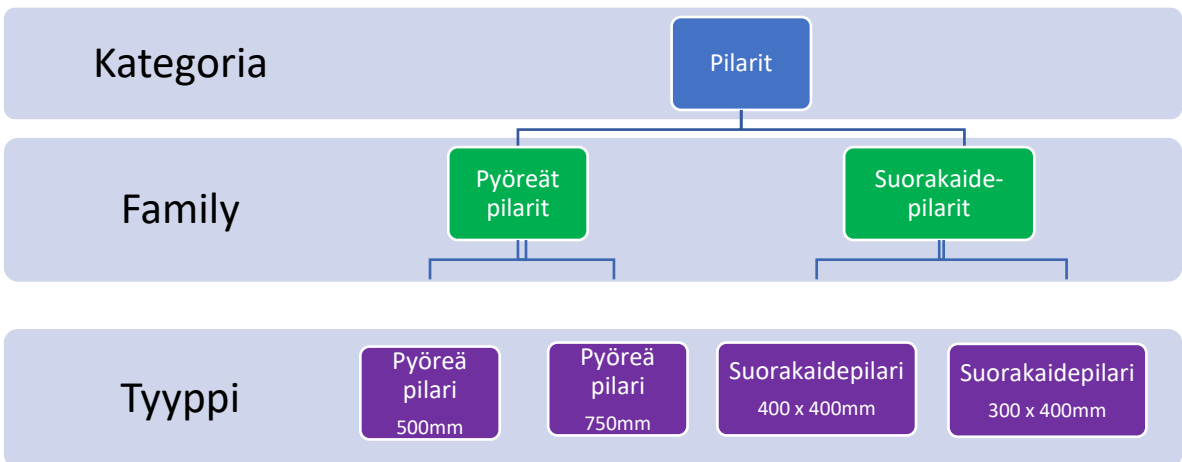 Kategoria
Pilarit
Family
Pyöreät
pilarit
Suorakaide-
pilarit
Tyyppi
Pyöreä
pilari
500mm
Pyöreä
pilari
750mm
Suorakaidepilari
400 x 400mm
Suorakaidepilari
300 x 400mm